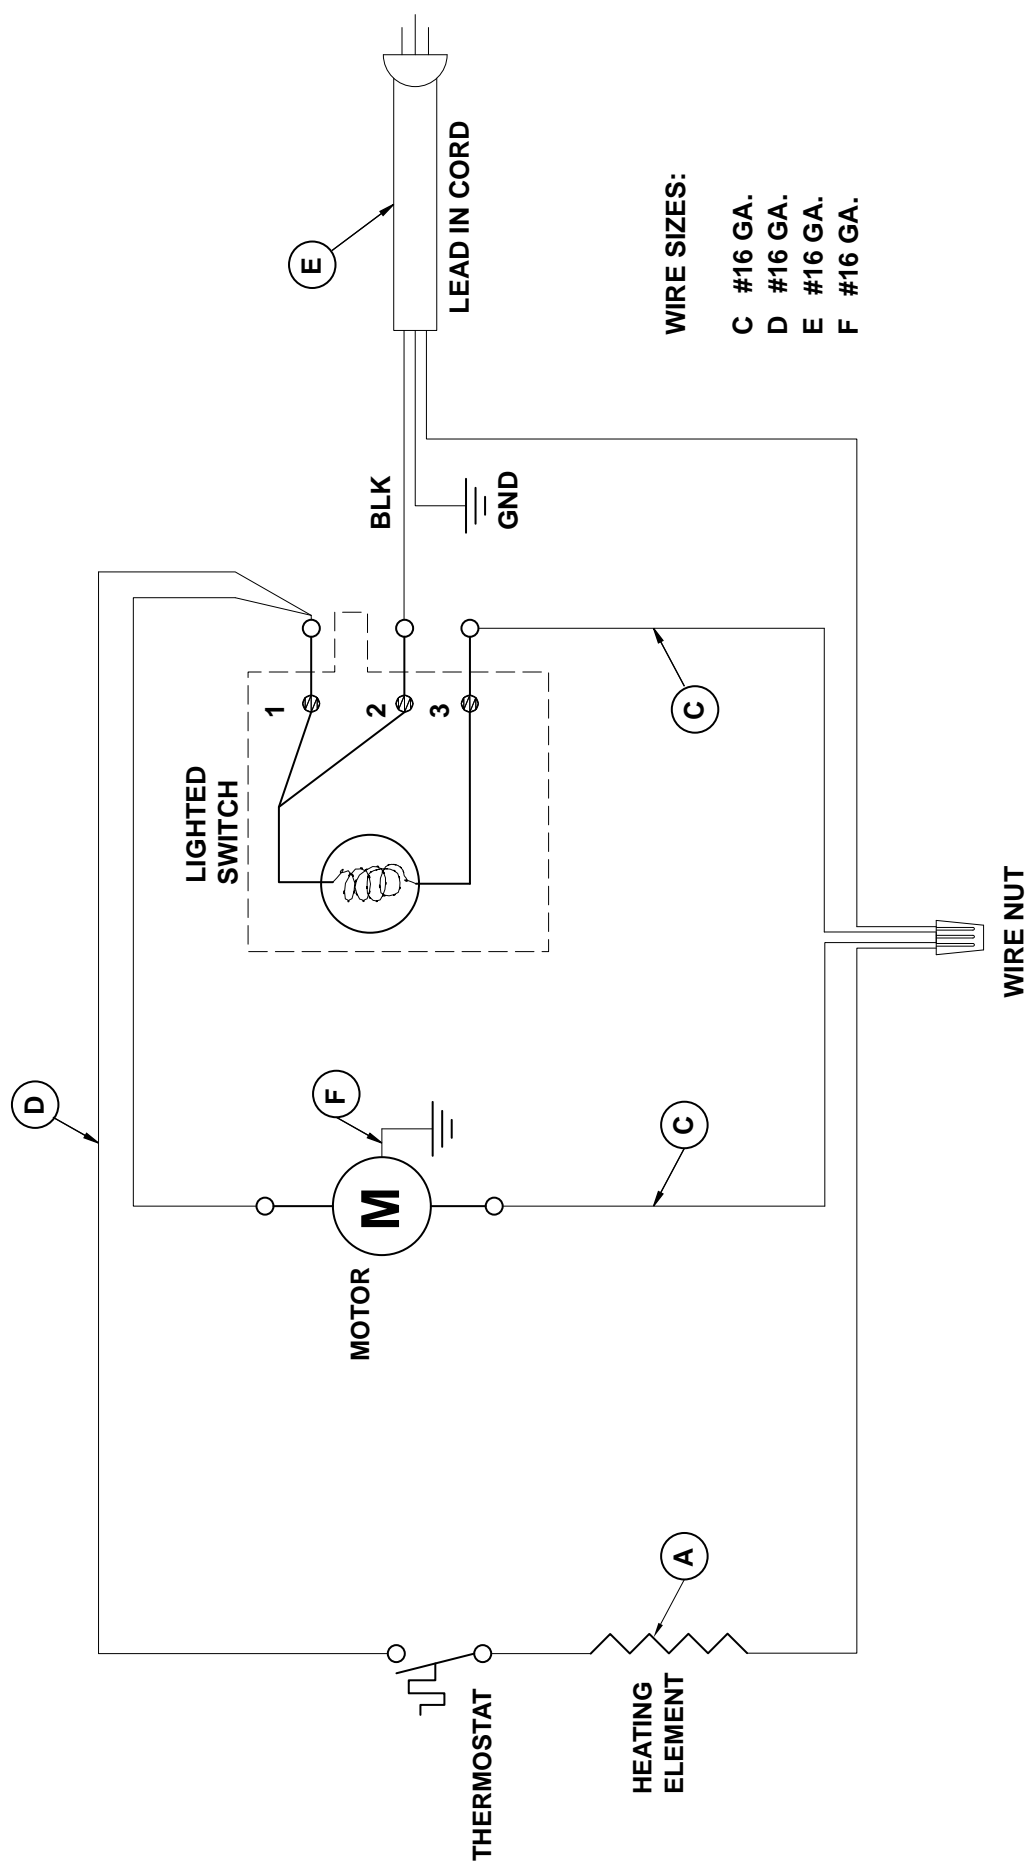 D
LIGHTED
SWITCH
1
E
F
MOTOR
M
2
BLK
3
LEAD IN CORD
THERMOSTAT
GND
HEATING
ELEMENT
A
C
C
WIRE SIZES:
C #16 GA.
D #16 GA.
E #16 GA.
F #16 GA.
WIRE NUT